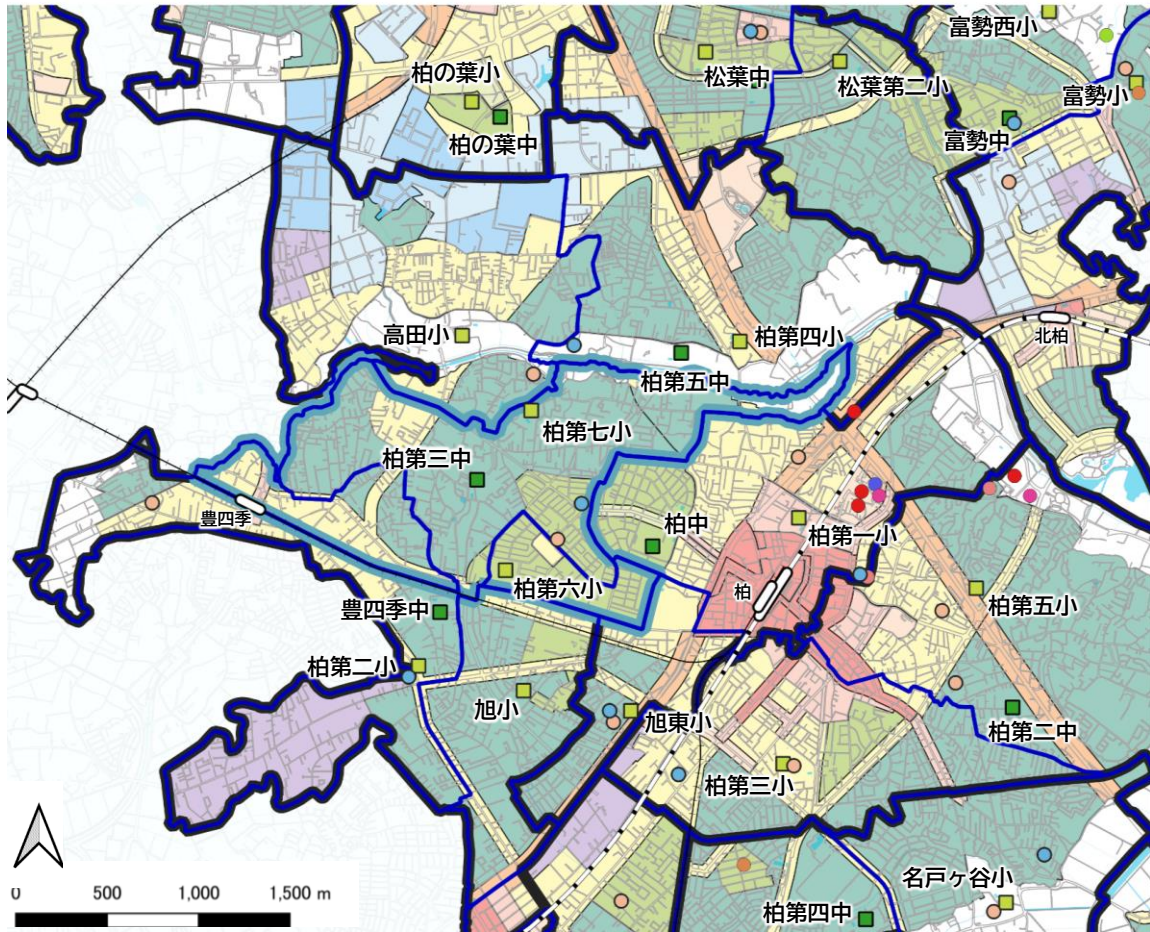 富勢西小
柏の葉小
松葉中
松葉第二小
富勢小
柏の葉中
富勢中
高田小
柏第四小
北柏
柏第五中
柏第七小
柏第三中
豊四季
柏中
柏第一小
柏第六小
柏
柏第五小
豊四季中
柏第二小
旭小
旭東小
柏第二中
柏第三小
名戸ヶ谷小
柏第四中
0 500 1,000 1,500 m